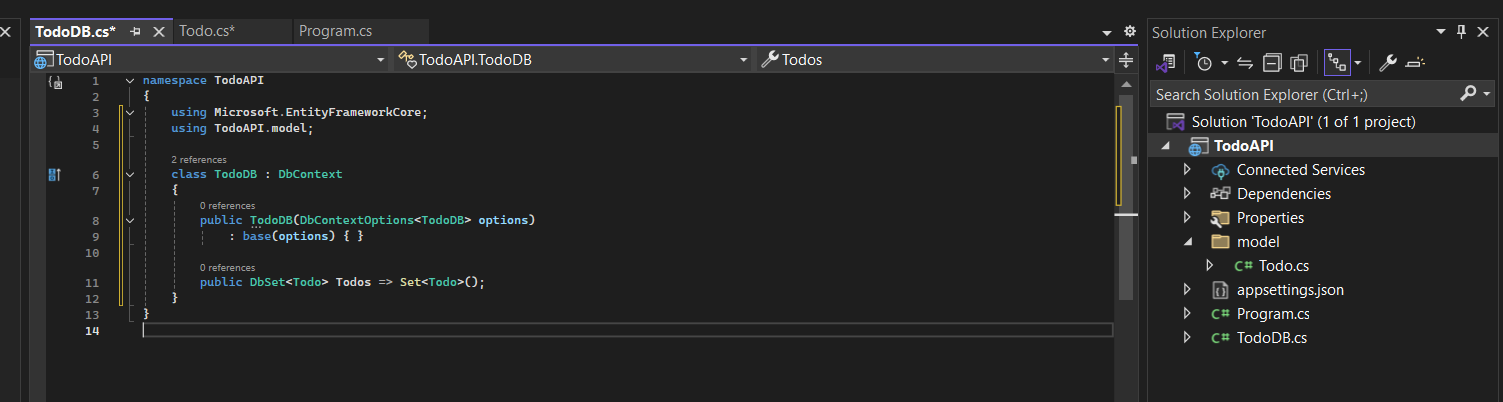 TodoDB.cs*
Todo.cs*
Program.cs
TodoAPI
TodoAPI.TodoDB
Todos
1 namespace TodoAPI
2 {
3 using Microsoft.EntityFrameworkCore;
4 using TodoAPI.model;
5
2 references
6 class TodoDB : DbContext
7 {
0 references
8 public TodoDB(DbContextOptions<TodoDB> options)
9 : base(options) { }
10
0 references
11 public DbSet<Todo> Todos => Set<Todo>();
12 }
13 }
14
Solution Explorer
Search Solution Explorer (Ctrl+;)
Solution 'TodoAPI' (1 of 1 project)
TodoAPI
Connected Services
Dependencies
Properties
model
C# Todo.cs
appsettings.json
C# Program.cs
C# TodoDB.cs